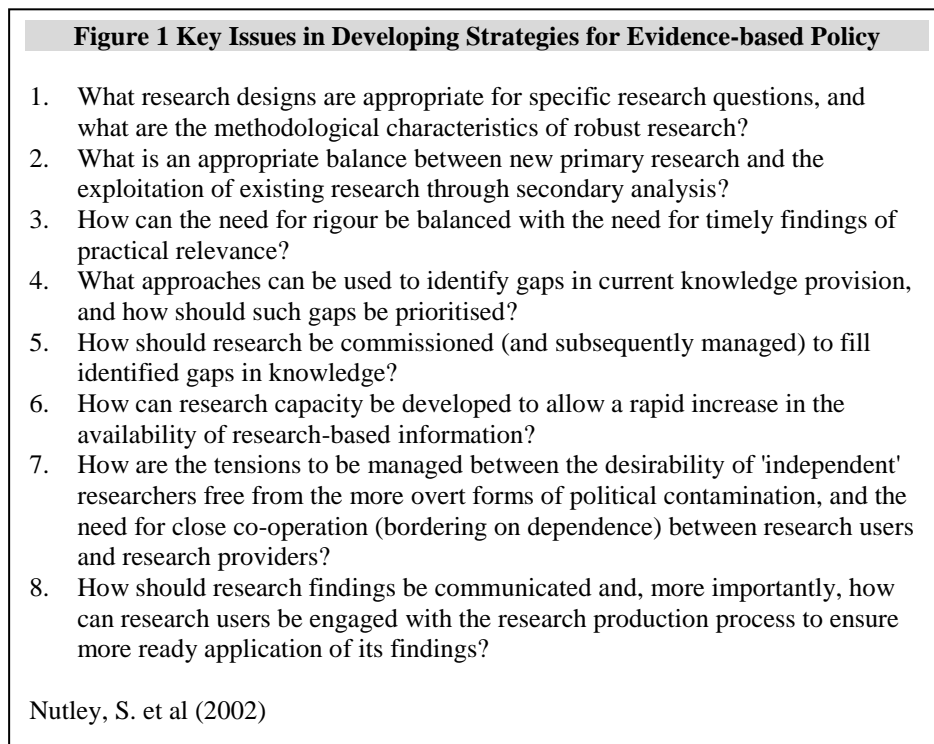 Figure 1 Key Issues in Developing Strategies for Evidence-based Policy
1. What research designs are appropriate for specific research questions, and
what are the methodological characteristics of robust research?
2. What is an appropriate balance between new primary research and the
exploitation of existing research through secondary analysis?
3. How can the need for rigour be balanced with the need for timely findings of
practical relevance?
4. What approaches can be used to identify gaps in current knowledge provision,
and how should such gaps be prioritised?
5. How should research be commissioned (and subsequently managed) to fill
identified gaps in knowledge?
6. How can research capacity be developed to allow a rapid increase in the
availability of research-based information?
7. How are the tensions to be managed between the desirability of 'independent'
researchers free from the more overt forms of political contamination, and the
need for close co-operation (bordering on dependence) between research users
and research providers?
8. How should research findings be communicated and, more importantly, how
can research users be engaged with the research production process to ensure
more ready application of its findings?
Nutley, S. et al (2002)